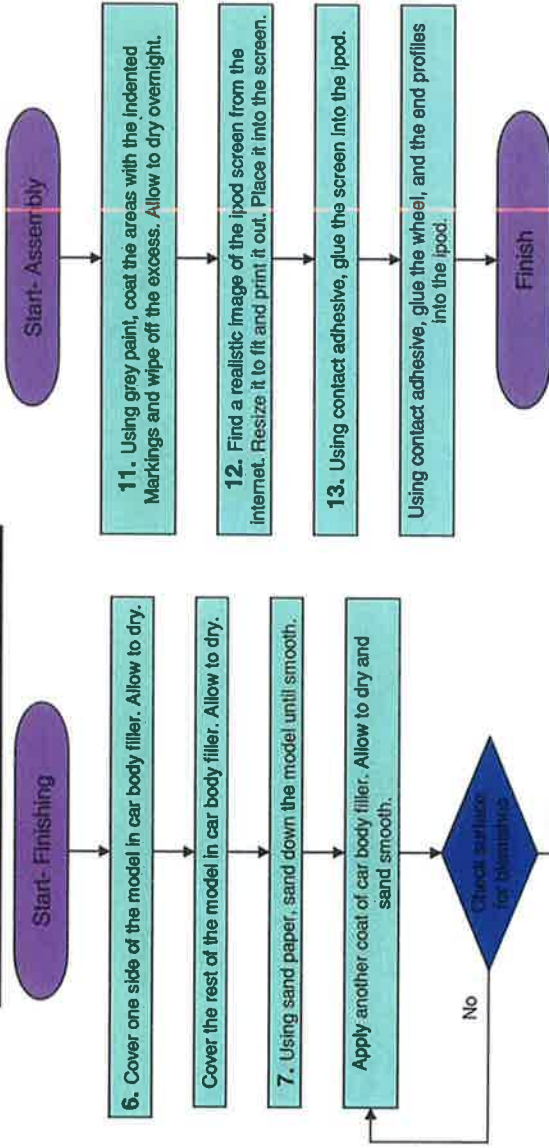 Start- Finishing
6. Cover one side of the model in car body filler. Allow to dry.
Cover the rest of the model in car body filler. Allow to dry.
7. Using sand paper, sand down the model until smooth.
Apply another coat of car body filler. Allow to dry and
sand smooth.
Check surface
for blemishes
No
Start- Assembly
11. Using grey paint, coat the areas with the indented
Markings and wipe off the excess. Allow to dry overnight.
12. Find a realistic image of the ipod screen from the
internet. Resize it to fit and print it out. Place it into the screen.
13. Using contact adhesive, glue the screen into the ipod.
Using contact adhesive, glue the wheel, and the end profiles
into the ipod.
Finish